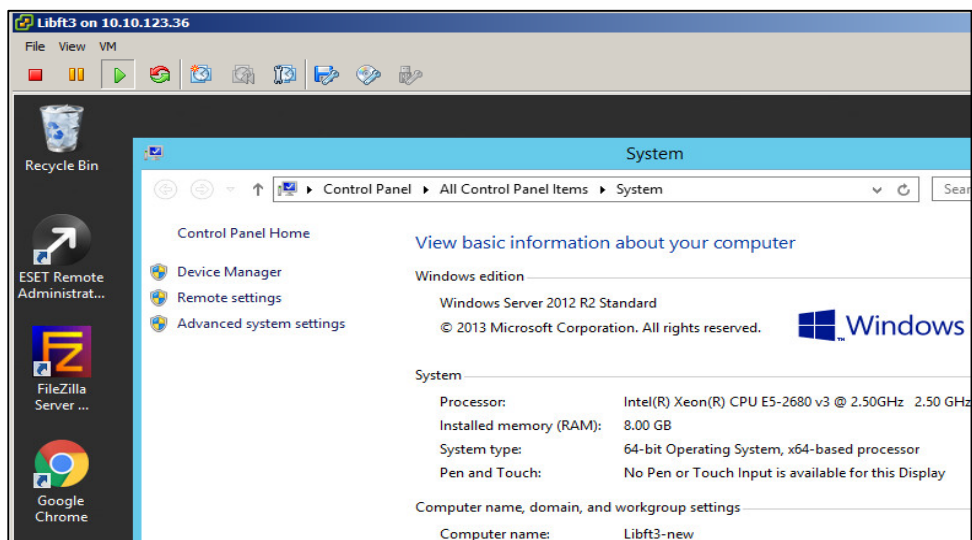 Libft3 on 10.10.123.36
File View VM
Recycle Bin
System
Control Panel All Control Panel Items System
Sear
Control Panel Home
View basic information about your computer
Device Manager
Windows edition
ESET Remote
Administrat...
Remote settings
Windows Server 2012 R2 Standard
Advanced system settings
© 2013 Microsoft Corporation. All rights reserved.
Windows
System
FileZilla
Server ...
Processor: Intel(R) Xeon(R) CPU E5-2680 v3 @ 2.50GHz 2.50 GHz
Installed memory (RAM): 8.00 GB
System type: 64-bit Operating System, x64-based processor
Pen and Touch: No Pen or Touch Input is available for this Display
Google
Chrome
Computer name, domain, and workgroup settings
Computer name: Libft3-new